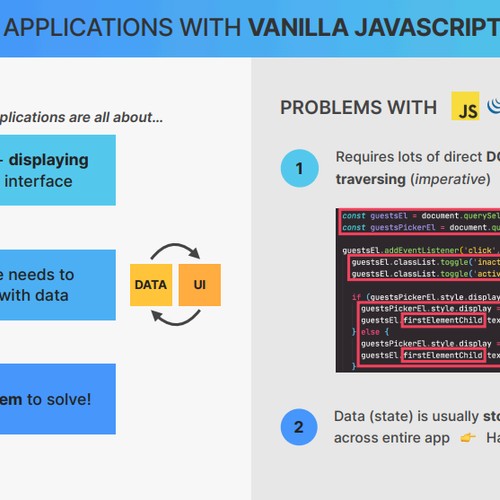 APPLICATIONS WITH VANILLA JAVASCRIPT
plications are all about...
displaying
interface
needs to
with data
DATA
UI
em to solve!
PROBLEMS WITH JS
1
Requires lots of direct DO
traversing (imperative)
const guestsEl = document.querySel
const guestsPickerEl = document.qu
guestsEl.addEventListener('click',
guestsEl.classList.toggle('inact
guestsEl.classList.toggle('activ
if (guestsPickerEl.style.display
guestsPickerEl.style.display =
guestsEl.firstElementChild.tex
} else {
guestsPickerEl.style.display =
guestsEl.firstElementChild.tex
}
2
Data (state) is usually sto
across entire app 👉 Ha